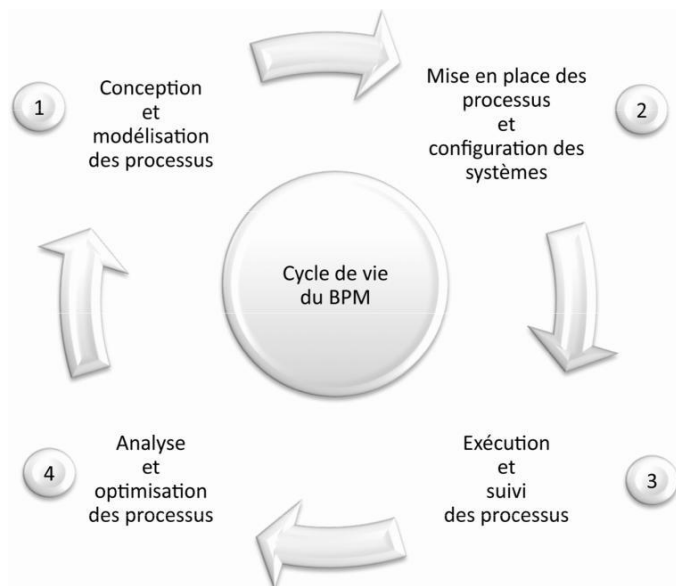 1
Conception
et
modélisation
des processus
Mise en place des
processus
et
configuration des
systèmes
2
Cycle de vie
du BPM
4
Analyse
et
optimisation
des processus
Exécution
et
suivi
des processus
3